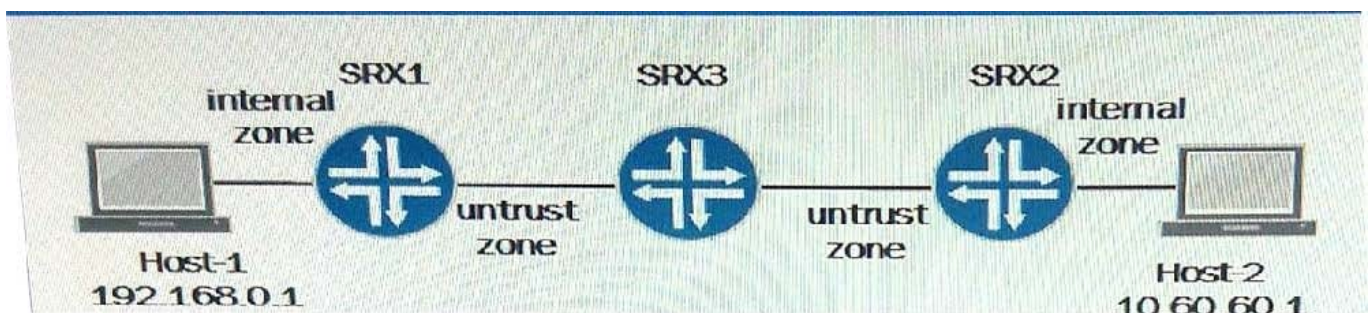 SRX1
SRX3
SRX2
internal
zone
internal
zone
untrust
zone
untrust
zone
Host-1
192.168.0.1
Host-2
10.60.60.1